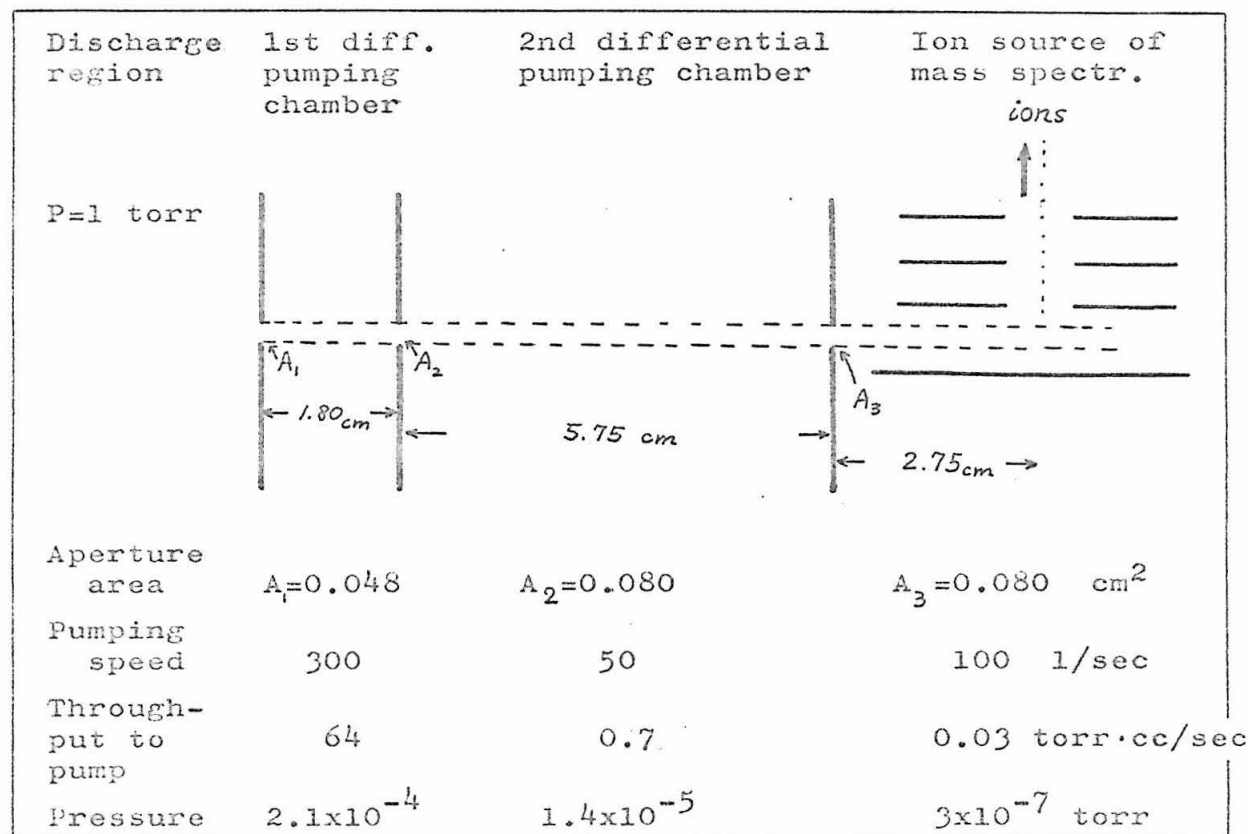 Discharge region 1st diff. pumping chamber 2nd differential pumping chamber Ion source of mass spectr.
ions
P=1 torr
A₁ A₂
A₃
1.80cm
5.75 cm
2.75cm
Aperture area A₁=0.048 A₂=0.080 A₃=0.080 cm²
Pumping speed 300 50 100 l/sec
Through-put to pump 64 0.7 0.03 torr·cc/sec
Pressure 2.1x10⁻⁴ 1.4x10⁻⁵ 3x10⁻⁷ torr